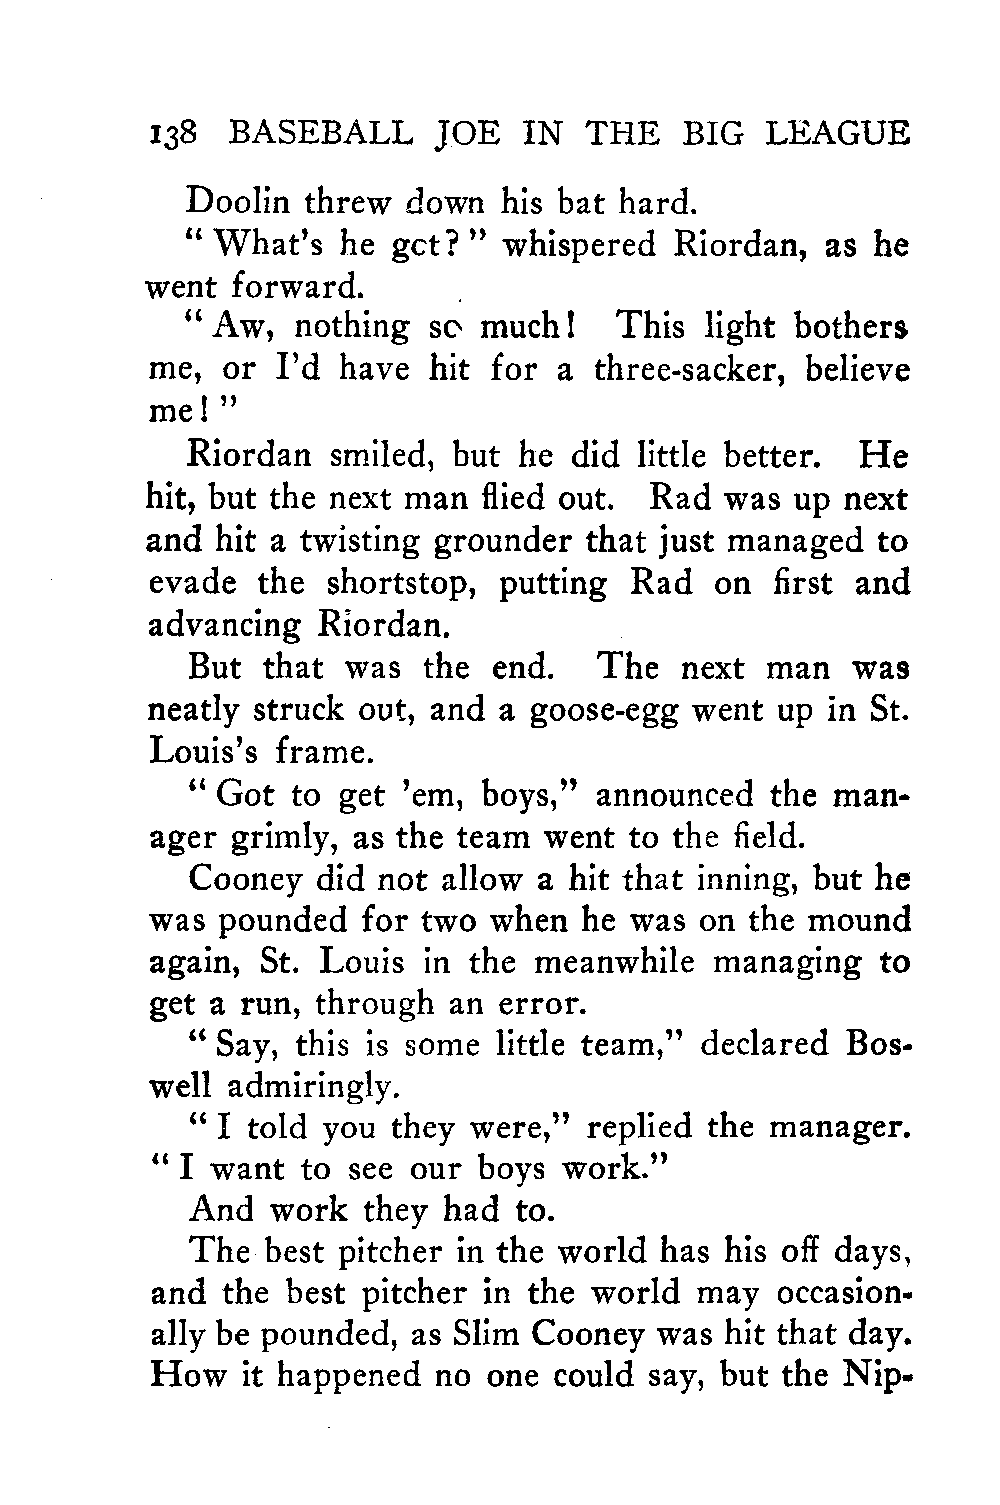 138 BASEBALL JOE IN THE BIG LEAGUE
Doolin threw down his bat hard.
“ What’s he get? ” whispered Riordan, as he
went forward.
“ Aw, nothing so much! This light bothers
me, or I’d have hit for a three-sacker, believe
me! ”
Riordan smiled, but he did little better. He
hit, but the next man flied out. Rad was up next
and hit a twisting grounder that just managed to
evade the shortstop, putting Rad on first and
advancing Riordan.
But that was the end. The next man was
neatly struck out, and a goose-egg went up in St.
Louis’s frame.
“ Got to get ’em, boys,” announced the man-
ager grimly, as the team went to the field.
Cooney did not allow a hit that inning, but he
was pounded for two when he was on the mound
again, St. Louis in the meanwhile managing to
get a run, through an error.
“ Say, this is some little team,” declared Bos-
well admiringly.
“ I told you they were,” replied the manager.
“ I want to see our boys work.”
And work they had to.
The best pitcher in the world has his off days,
and the best pitcher in the world may occasion-
ally be pounded, as Slim Cooney was hit that day.
How it happened no one could say, but the Nip-